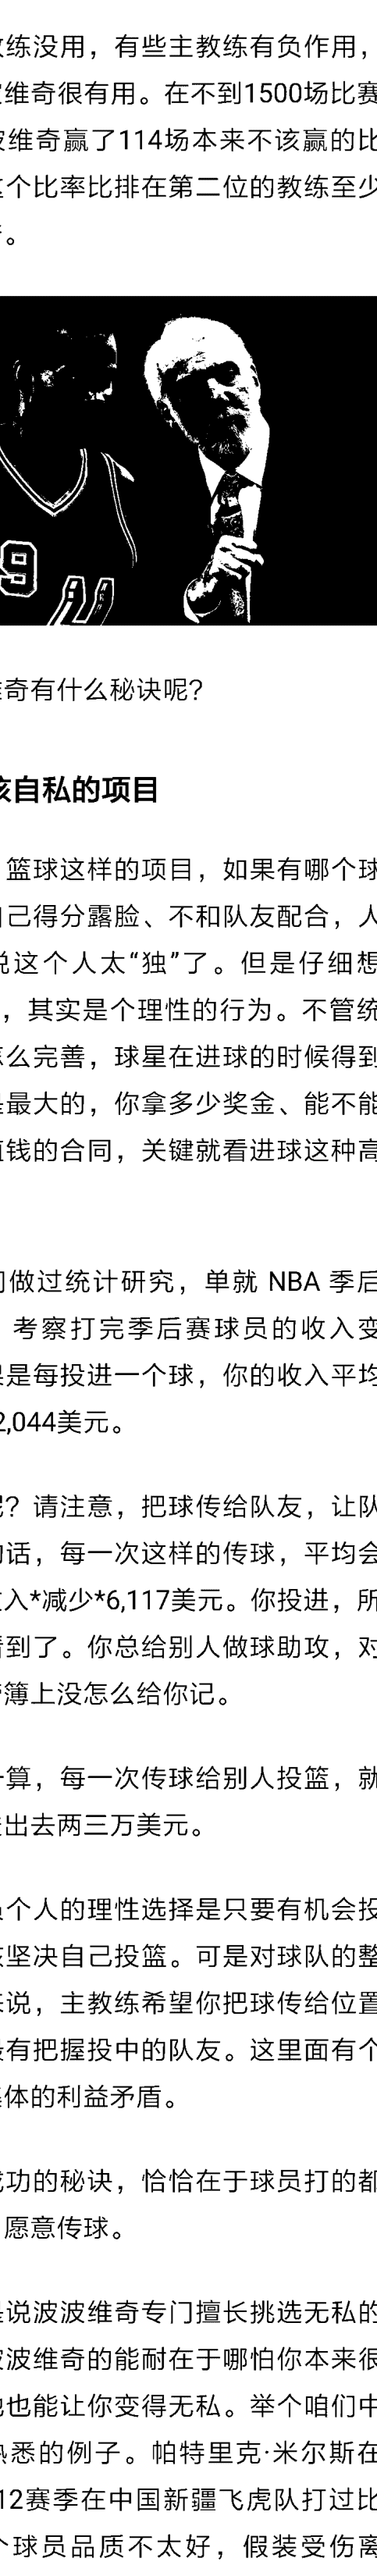 教练没用，有些主教练有负作用，
波维奇很有用。在不到1500场比赛
波维奇赢了114场本来不该赢的比
这个比率比排在第二位的教练至少
。
9
维奇有什么秘诀呢？
该自私的项目
篮球这样的项目，如果有哪个球
自己得分露脸、不和队友配合，人
说这个人太“独”了。但是仔细想
，其实是个理性的行为。不管统
怎么完善，球星在进球的时候得到
是最大的，你拿多少奖金、能不能
值钱的合同，关键就看进球这种高
们做过统计研究，单就 NBA 季后
，考察打完季后赛球员的收入变
果是每投进一个球，你的收入平均
2,044美元。
呢？请注意，把球传给队友，让队
的话，每一次这样的传球，平均会
收入*减少*6,117美元。你投进，所
看到了。你总给别人做球助攻，对
账簿上没怎么给你记。
计算，每一次传球给别人投篮，就
送出去两三万美元。
员个人的理性选择是只要有机会投
该坚决自己投篮。可是对球队的整
来说，主教练希望你把球传给位置
最有把握投中的队友。这里面有个
集体的利益矛盾。
成功的秘诀，恰恰在于球员打的都
愿意传球。
是说波波维奇专门擅长挑选无私的
波波维奇的能耐在于哪怕你本来很
他也能让你变得无私。举个咱们中
熟悉的例子。帕特里克·米尔斯在
12赛季在中国新疆飞虎队打过比
个球员品质不太好，假装受伤离